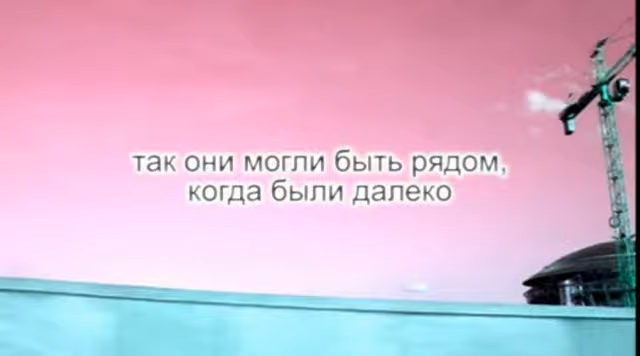 так они могли быть рядом,
когда были далеко